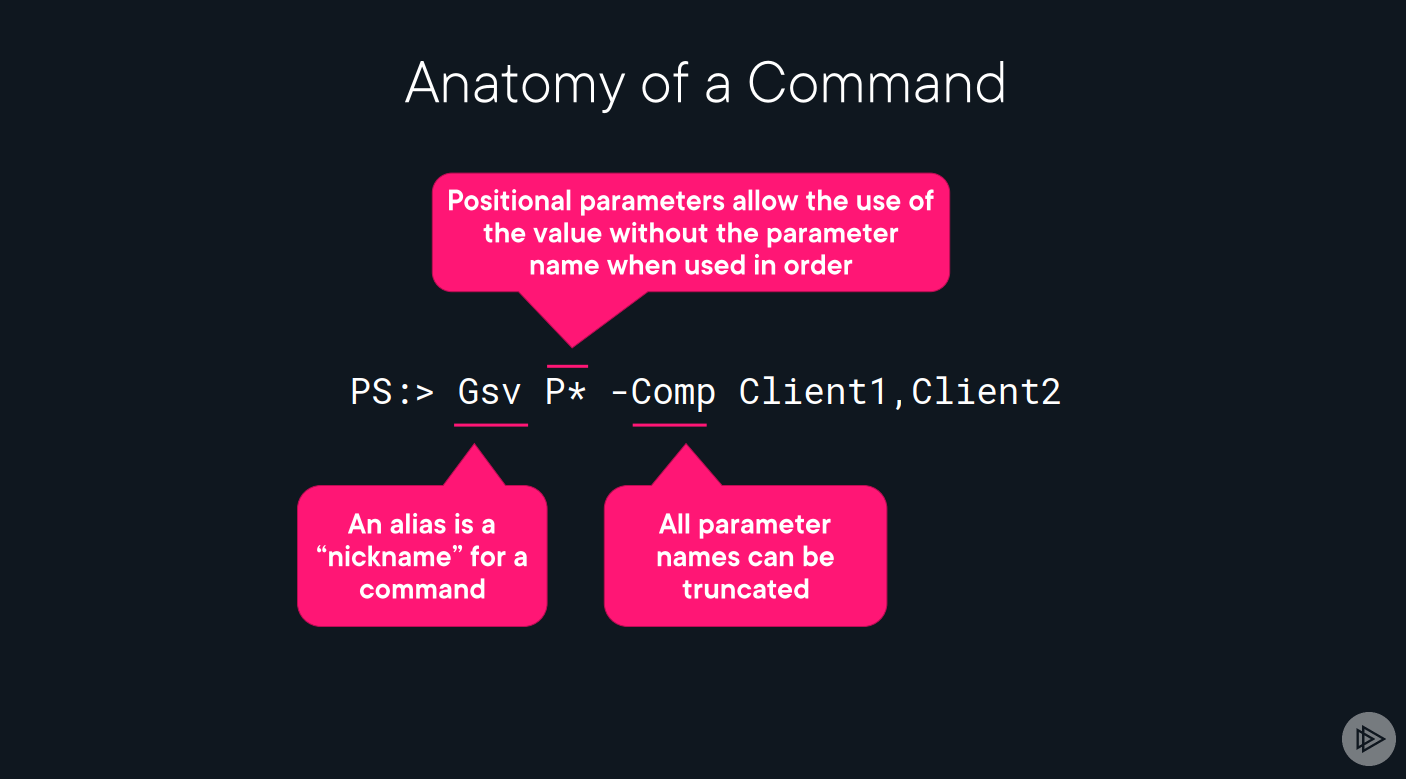 Anatomy of a Command
Positional parameters allow the use of
the value without the parameter
name when used in order
PS:> Gsv P* -Comp Client1,Client2
An alias is a
“nickname” for a
command
All parameter
names can be
truncated